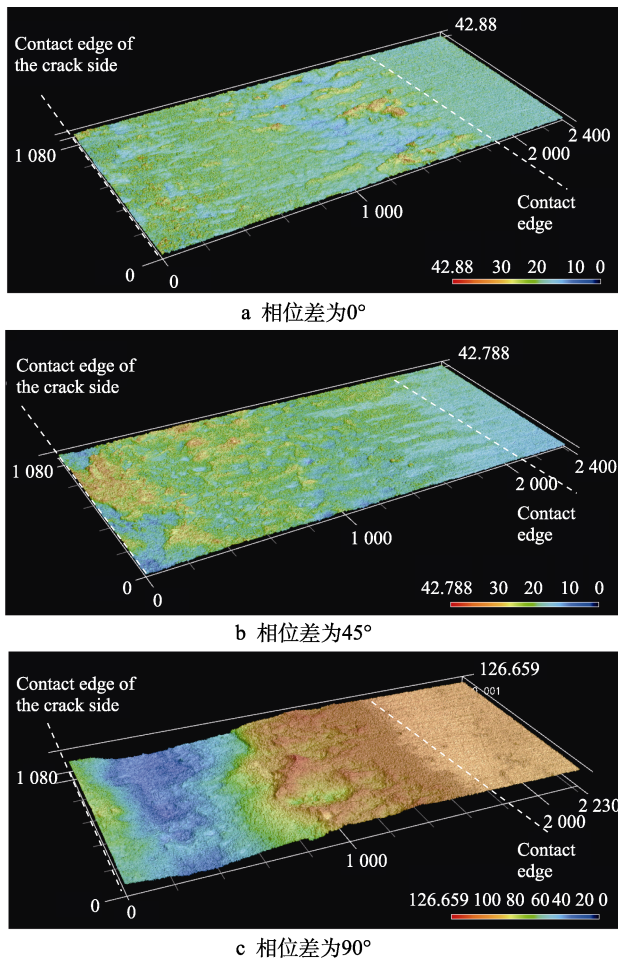 42.88
Contact edge of
the crack side
1 080
2 400
2 000
Contact
edge
1 000
0
0
42.88 30 20 10 0
a 相位差为0°
42.788
Contact edge of
the crack side
1 080
2 400
2 000
Contact
edge
1 000
0
0
42.788 30 20 10 0
b 相位差为45°
126.659
Contact edge of
the crack side
1 080
2 230
2 000
Contact
edge
1 000
0
0
126.659 100 80 60 40 20 0
c 相位差为90°